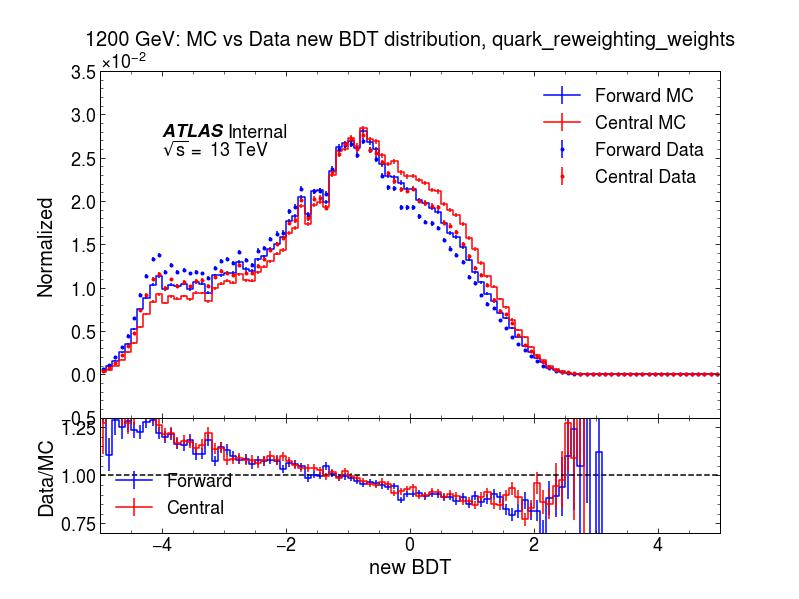 1200 GeV: MC vs Data new BDT distribution, quark_reweighting_weights
×10⁻²
3.5
3.0
2.5
2.0
1.5
1.0
0.5
0.0
Normalized
ATLAS Internal
√s = 13 TeV
Forward MC
Central MC
Forward Data
Central Data
1.25
1.00
0.75
Data/MC
Forward
Central
−4 −2 0 2 4
new BDT